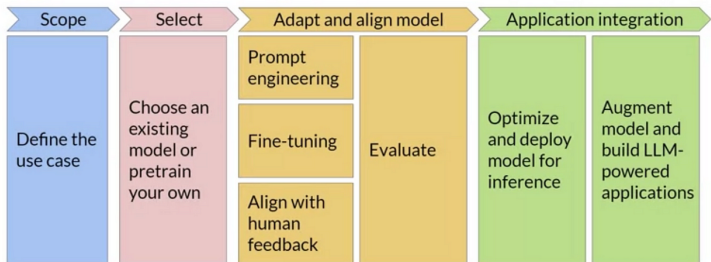 Scope
Select
Adapt and align model
Application integration
Define the
use case
Choose an
existing
model or
pretrain
your own
Prompt
engineering
Fine-tuning
Align with
human
feedback
Evaluate
Optimize
and deploy
model for
inference
Augment
model and
build LLM-
powered
applications